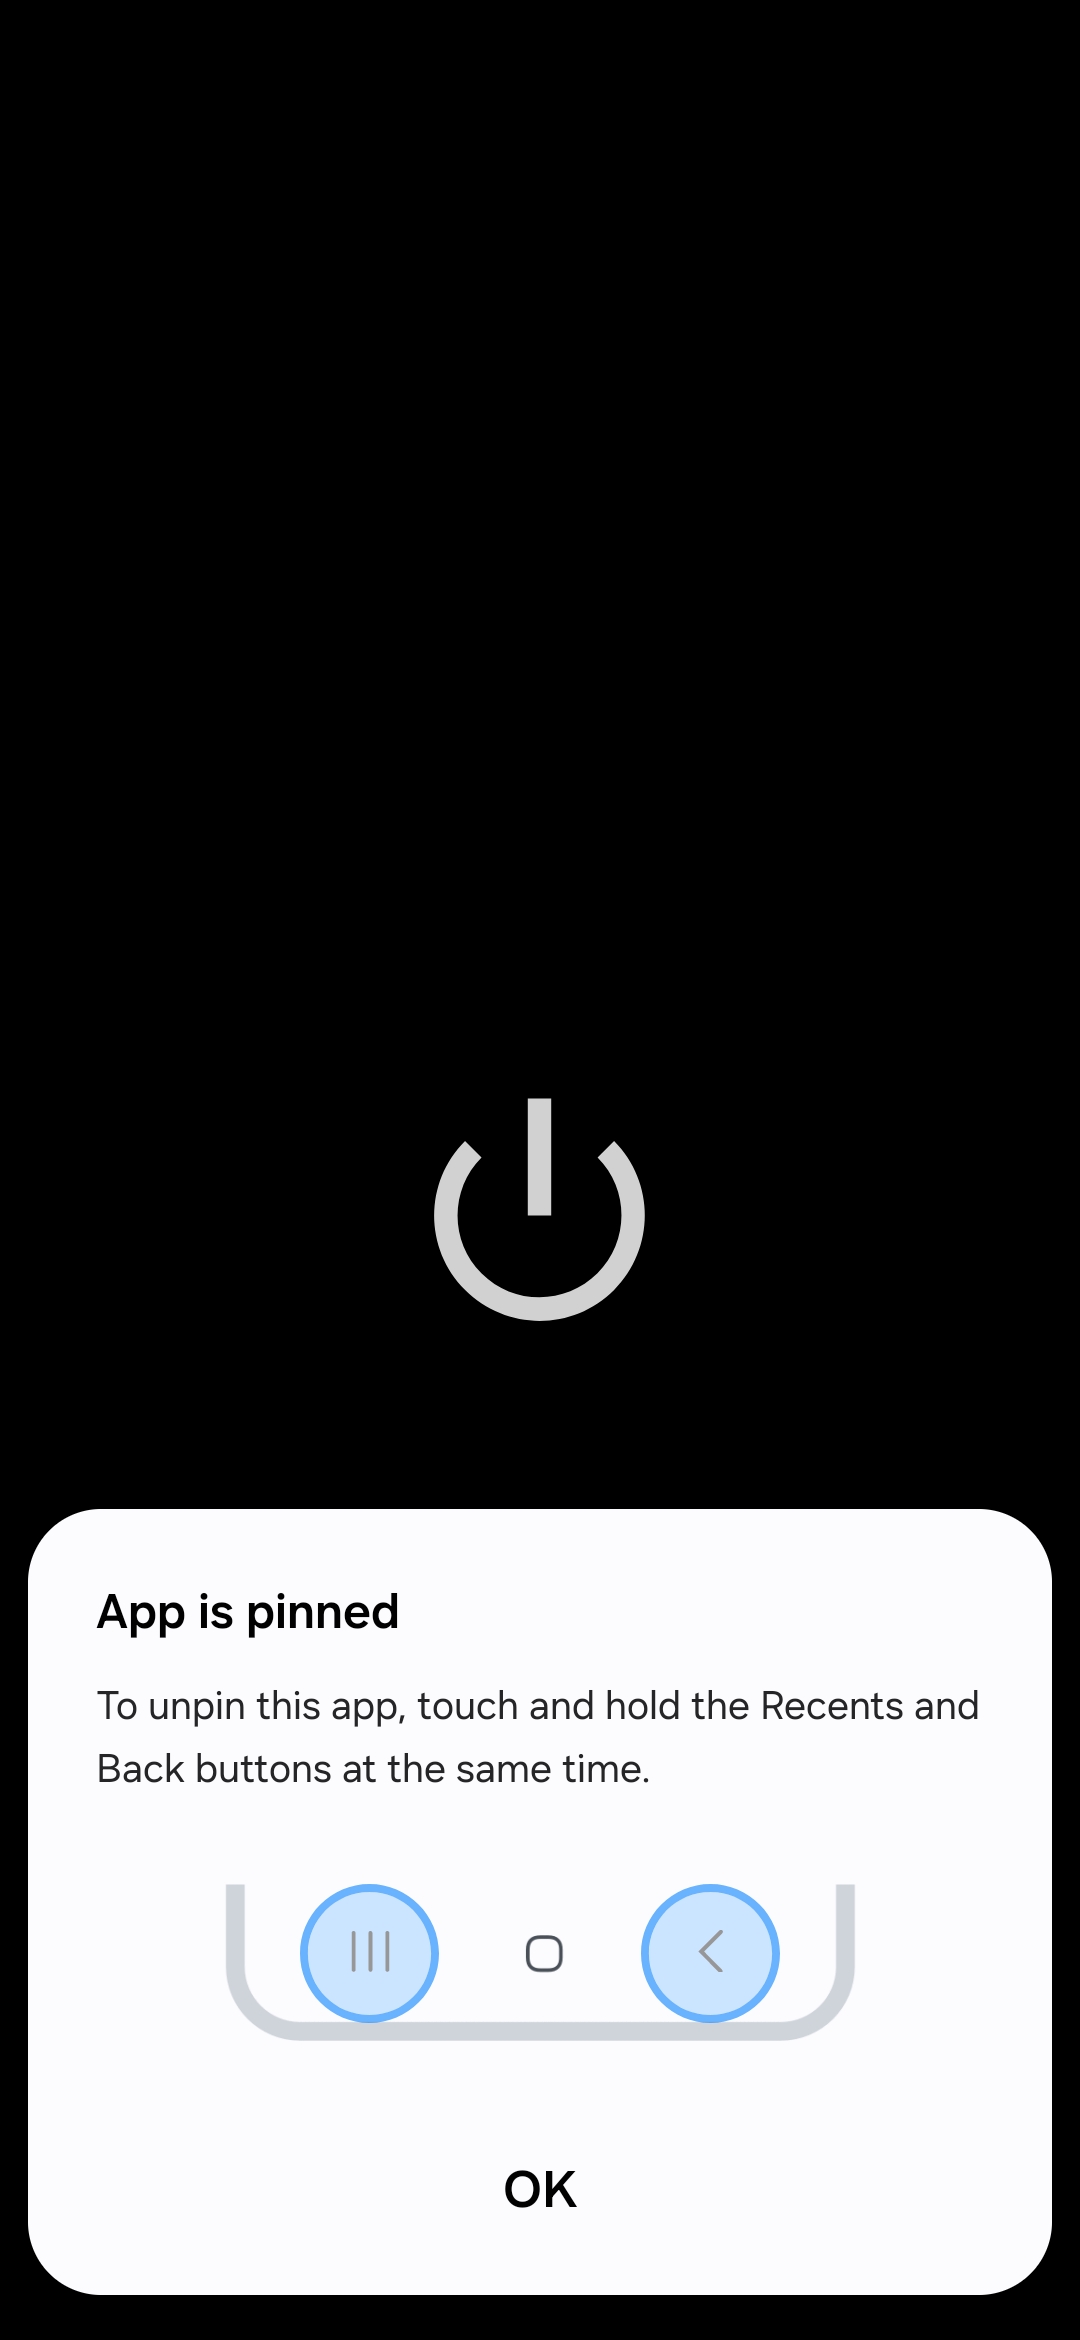 App is pinned
To unpin this app, touch and hold the Recents and
Back buttons at the same time.
OK